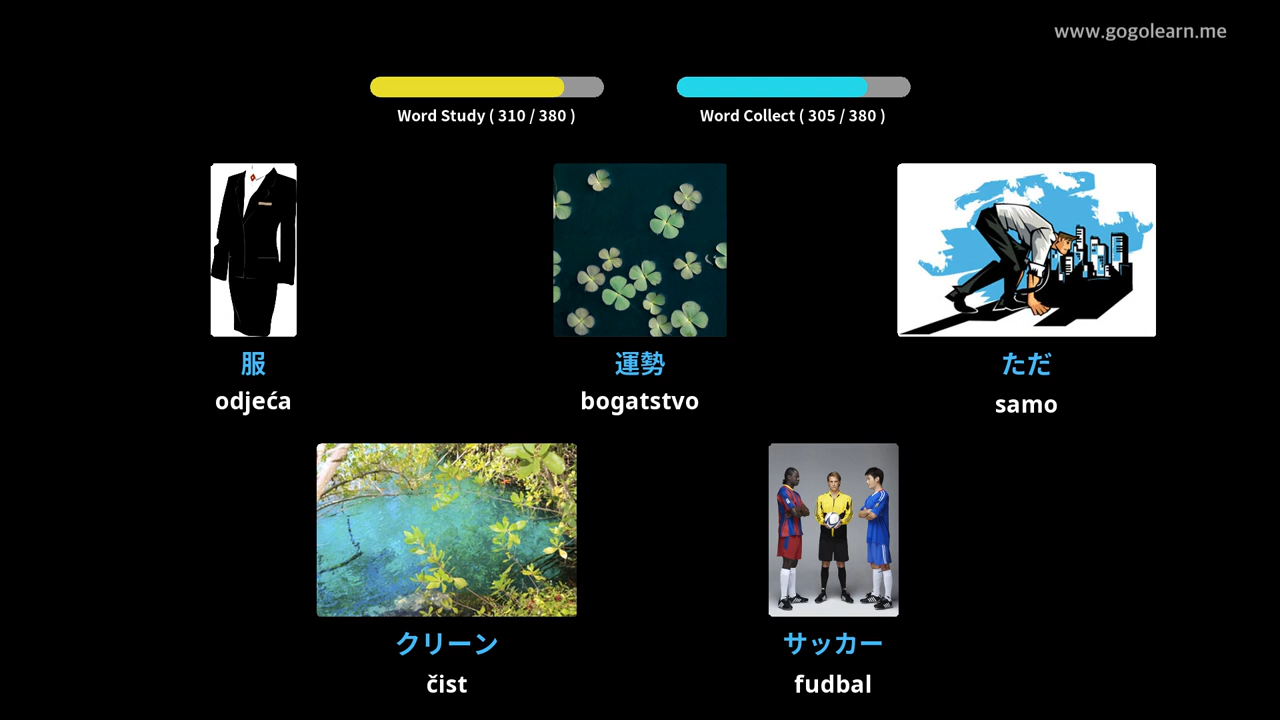 www.gogolearn.me
Word Study ( 310 / 380 )
Word Collect ( 305 / 380 )
服
運勢
ただ
odjeća
bogatstvo
samo
クリーン
サッカー
čist
fudbal